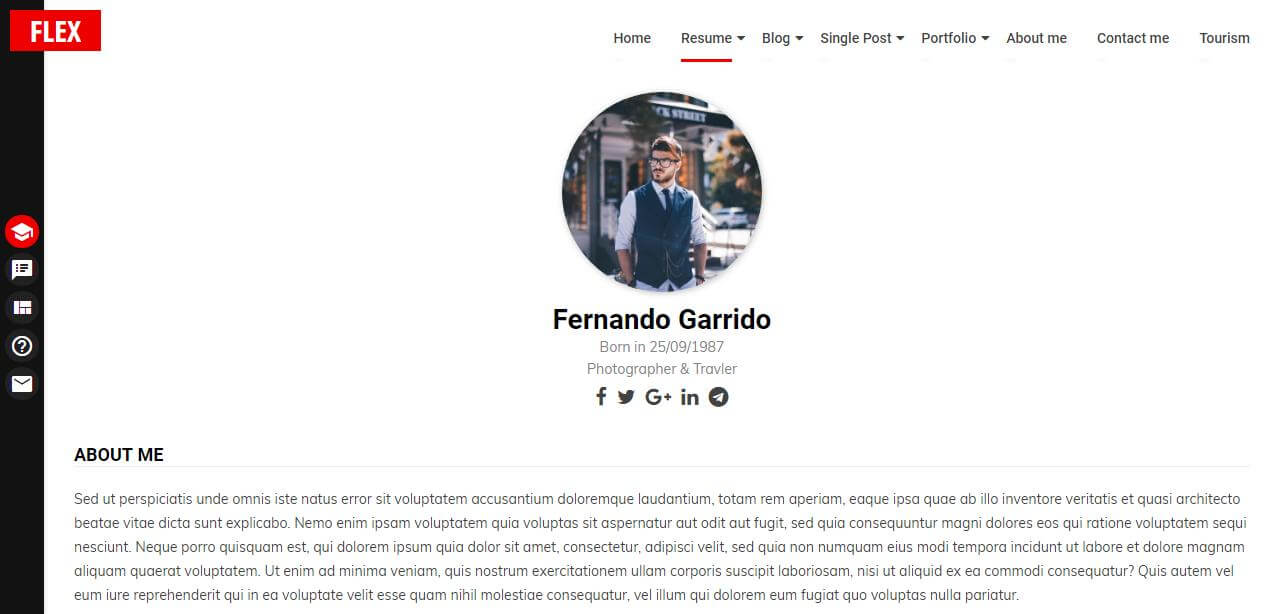 FLEX
Home Resume Blog Single Post Portfolio About me Contact me Tourism
CK STREET
Fernando Garrido
Born in 25/09/1987
Photographer & Travler
ABOUT ME
Sed ut perspiciatis unde omnis iste natus error sit voluptatem accusantium doloremque laudantium, totam rem aperiam, eaque ipsa quae ab illo inventore veritatis et quasi architecto
beatae vitae dicta sunt explicabo. Nemo enim ipsam voluptatem quia voluptas sit aspernatur aut odit aut fugit, sed quia consequuntur magni dolores eos qui ratione voluptatem sequi
nesciunt. Neque porro quisquam est, qui dolorem ipsum quia dolor sit amet, consectetur, adipisci velit, sed quia non numquam eius modi tempora incidunt ut labore et dolore magnam
aliquam quaerat voluptatem. Ut enim ad minima veniam, quis nostrum exercitationem ullam corporis suscipit laboriosam, nisi ut aliquid ex ea commodi consequatur? Quis autem vel
eum iure reprehenderit qui in ea voluptate velit esse quam nihil molestiae consequatur, vel illum qui dolorem eum fugiat quo voluptas nulla pariatur.